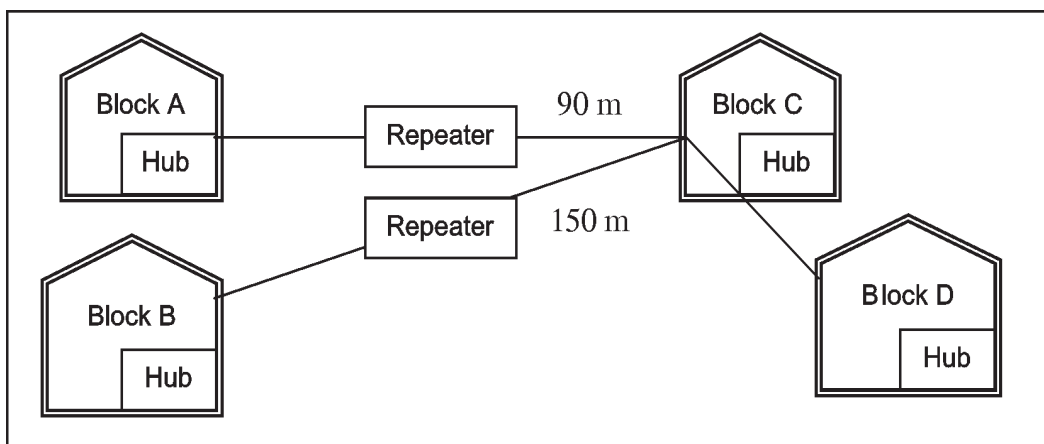 Block A
Hub
Repeater
90 m
Block C
Hub
Repeater
150 m
Block B
Hub
Block D
Hub